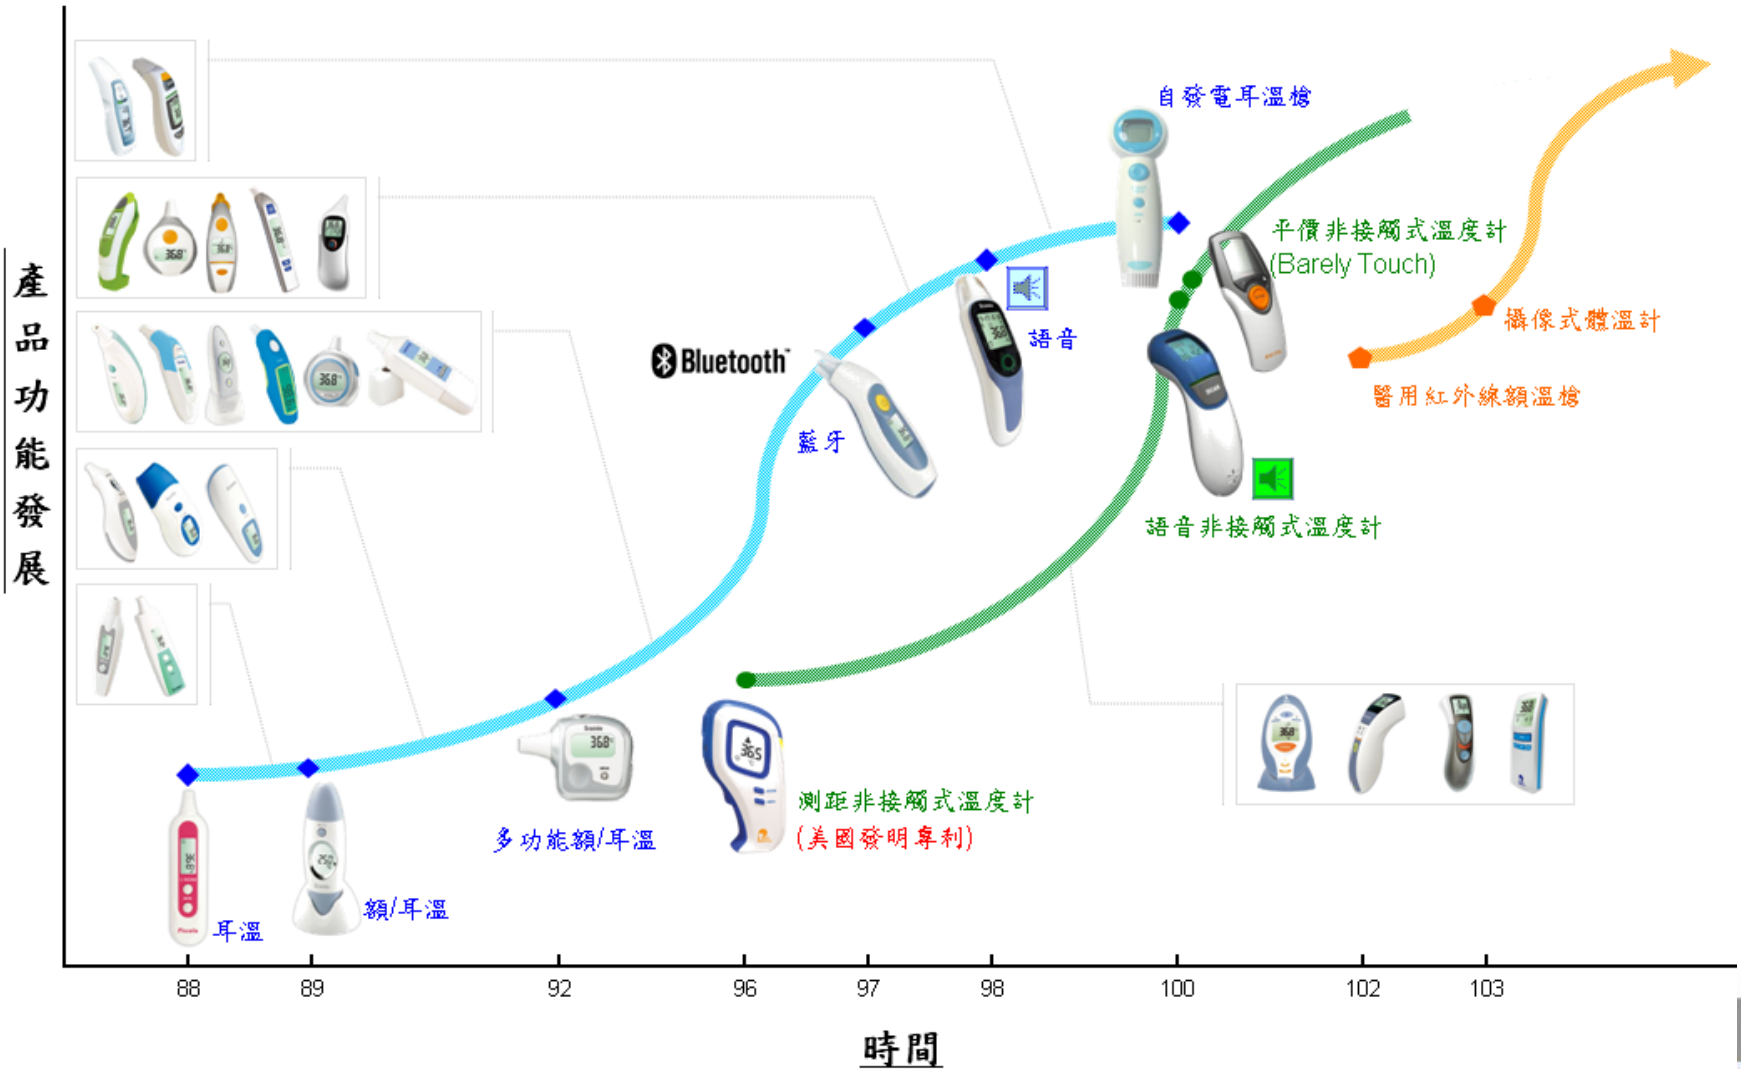 產品功能發展
自發電耳溫槍
平價非接觸式溫度計
(Barely Touch)
攝像式體溫計
醫用紅外線額溫槍
語音
Bluetooth™
藍牙
語音非接觸式溫度計
測距非接觸式溫度計
(美國發明專利)
多功能額/耳溫
額/耳溫
耳溫
88 89 92 96 97 98 100 102 103
時間